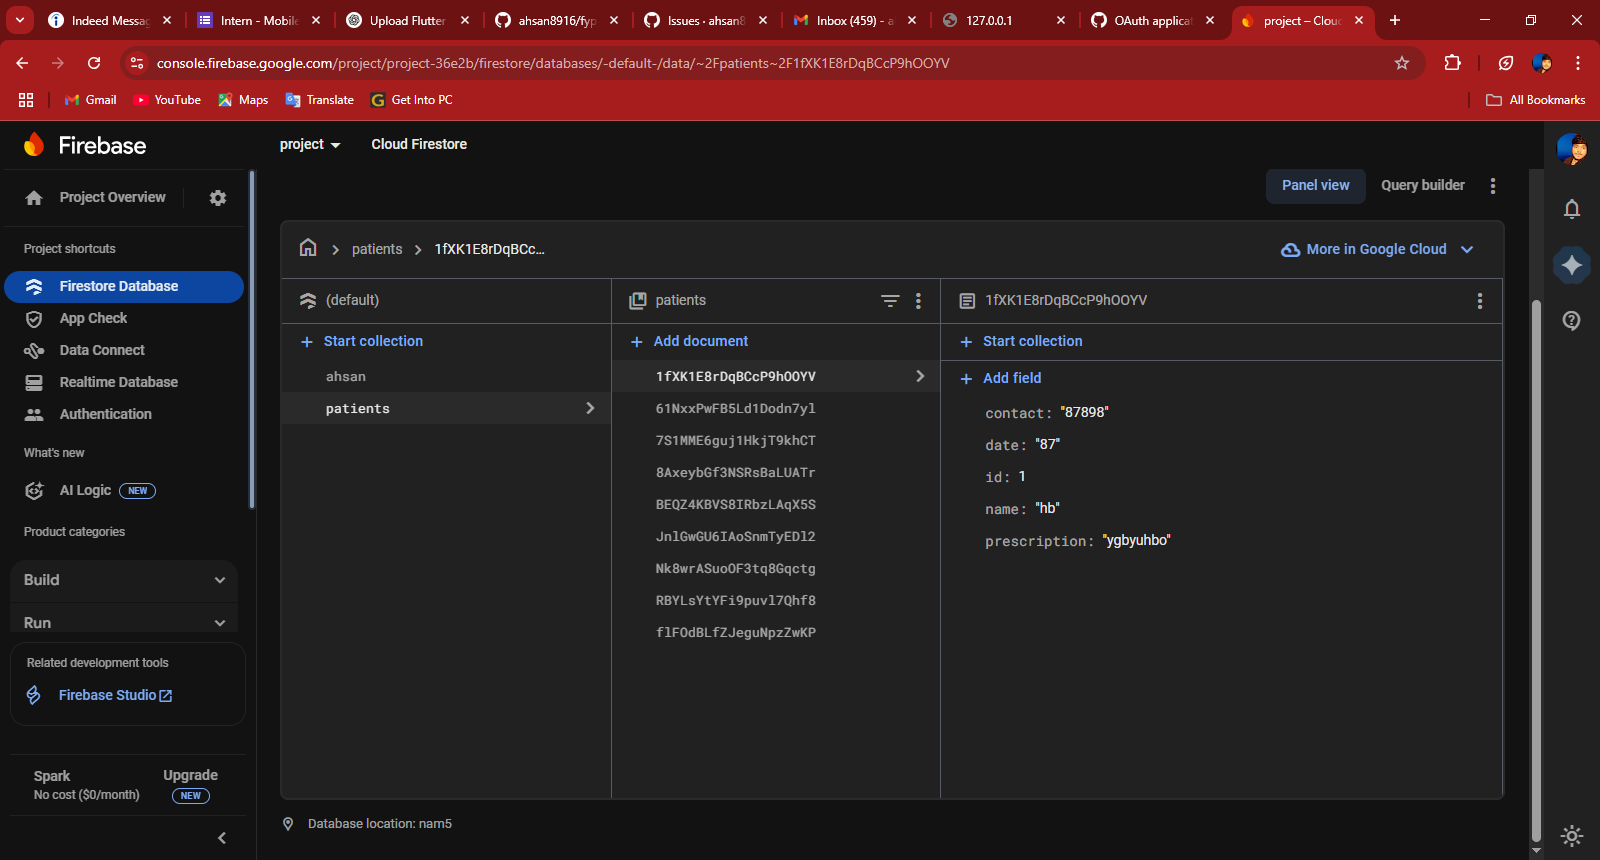 Indeed Messag
Intern - Mobile
Upload Flutter
ahsan8916/fyp
Issues · ahsan8
Inbox (459) - a
127.0.0.1
OAuth applicat
project – Clou
console.firebase.google.com/project/project-36e2b/firestore/databases/-default-/data/~2Fpatients~2F1fXK1E8rDqBCcP9hOOYV
Gmail
YouTube
Maps
Translate
Get Into PC
All Bookmarks
Firebase
project
Cloud Firestore
Project Overview
Panel view
Query builder
Project shortcuts
Firestore Database
App Check
Data Connect
Realtime Database
Authentication
What's new
AI Logic NEW
Product categories
Build
Run
Related development tools
Firebase Studio
Spark
No cost ($0/month)
Upgrade
NEW
patients
1fXK1E8rDqBCc...
More in Google Cloud
(default)
Start collection
ahsan
patients
patients
Add document
1fXK1E8rDqBCcP9hOOYV
61NxxPwFB5Ld1Dodn7yl
7S1MME6guj1HkjT9khCT
8AxeybGf3NSRsBaLUATr
BEQZ4KBVS8IRbzLAqX5S
JnlGwGU6IAoSnmTyEDl2
Nk8wrASuoOF3tq8Gqctg
RBYLsYtYFi9puvl7Qhf8
flFOdBLfZJeguNpzZwKP
1fXK1E8rDqBCcP9hOOYV
Start collection
Add field
contact: "87898"
date: "87"
id: 1
name: "hb"
prescription: "ygbyuhbo"
Database location: nam5